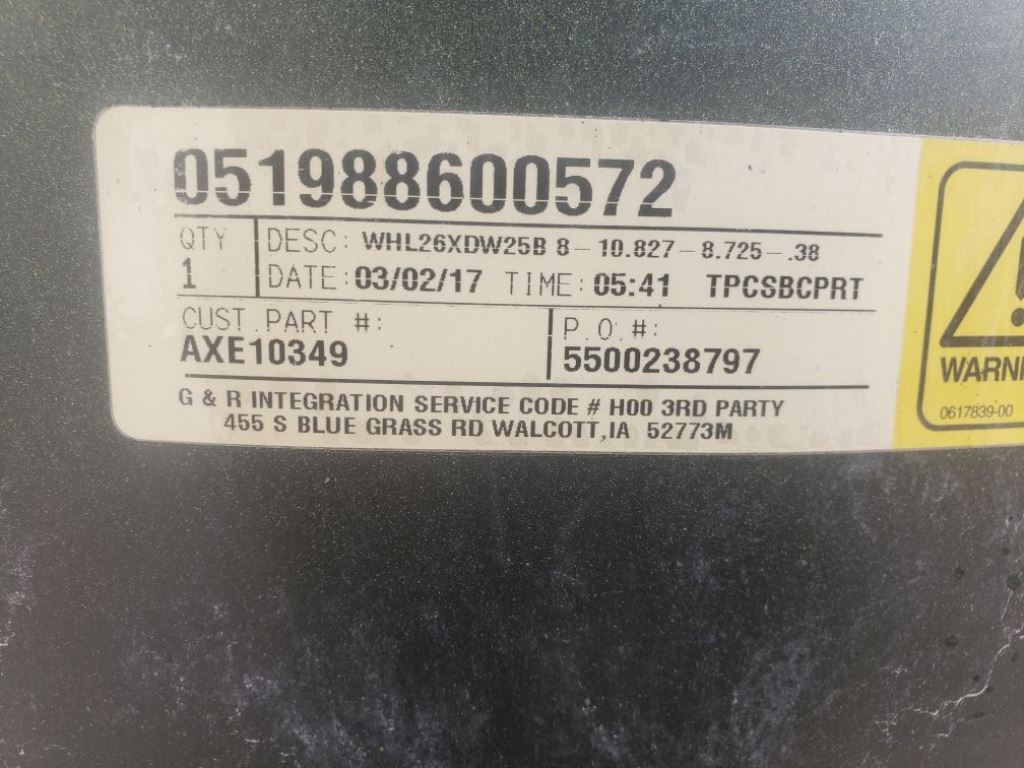 051988600572
QTY DESC: WHL26XDW25B 8-10.827-8.725-.38
1 DATE: 03/02/17 TIME: 05:41 TPCSBCPRT
CUST.PART #: P.O.#:
AXE10349 5500238797
G & R INTEGRATION SERVICE CODE # H00 3RD PARTY
455 S BLUE GRASS RD WALCOTT,IA 52773M
0617839-00